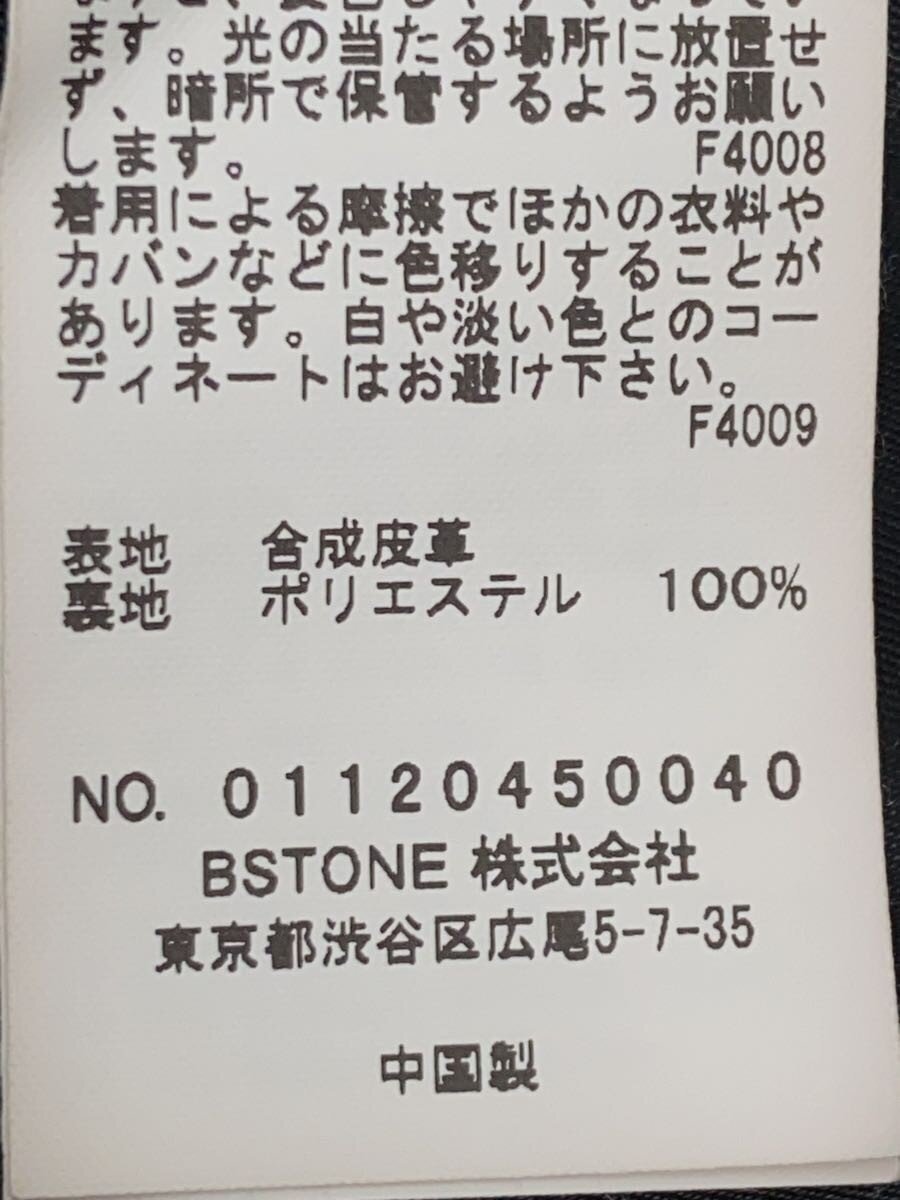 ます。光の当たる場所に放置せ
ず、暗所で保管するようお願い
します。 F4008
着用による摩擦でほかの衣料や
カバンなどに色移りすることが
あります。白や淡い色とのコー
ディネートはお避け下さい。
F4009
表地 合成皮革
裏地 ポリエステル 100%
NO. 01120450040
BSTONE 株式会社
東京都渋谷区広尾5-7-35
中国製